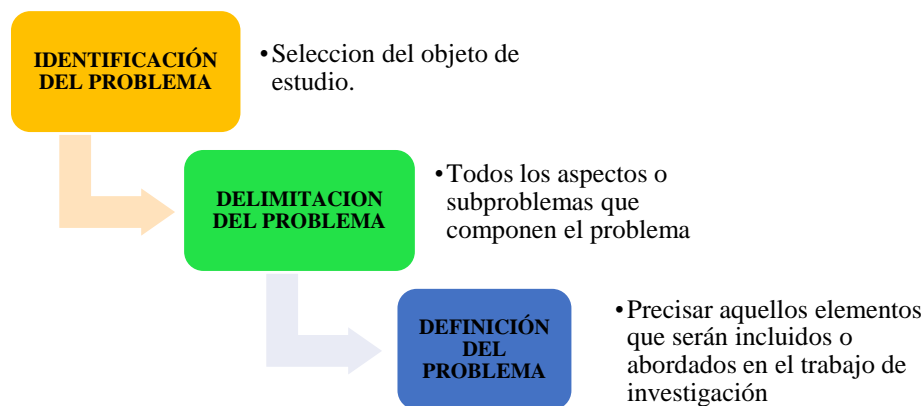 IDENTIFICACIÓN
DEL PROBLEMA
•Seleccion del objeto de
estudio.
DELIMITACION
DEL PROBLEMA
•Todos los aspectos o
subproblemas que
componen el problema
DEFINICIÓN
DEL
PROBLEMA
•Precisar aquellos elementos
que serán incluidos o
abordados en el trabajo de
investigación